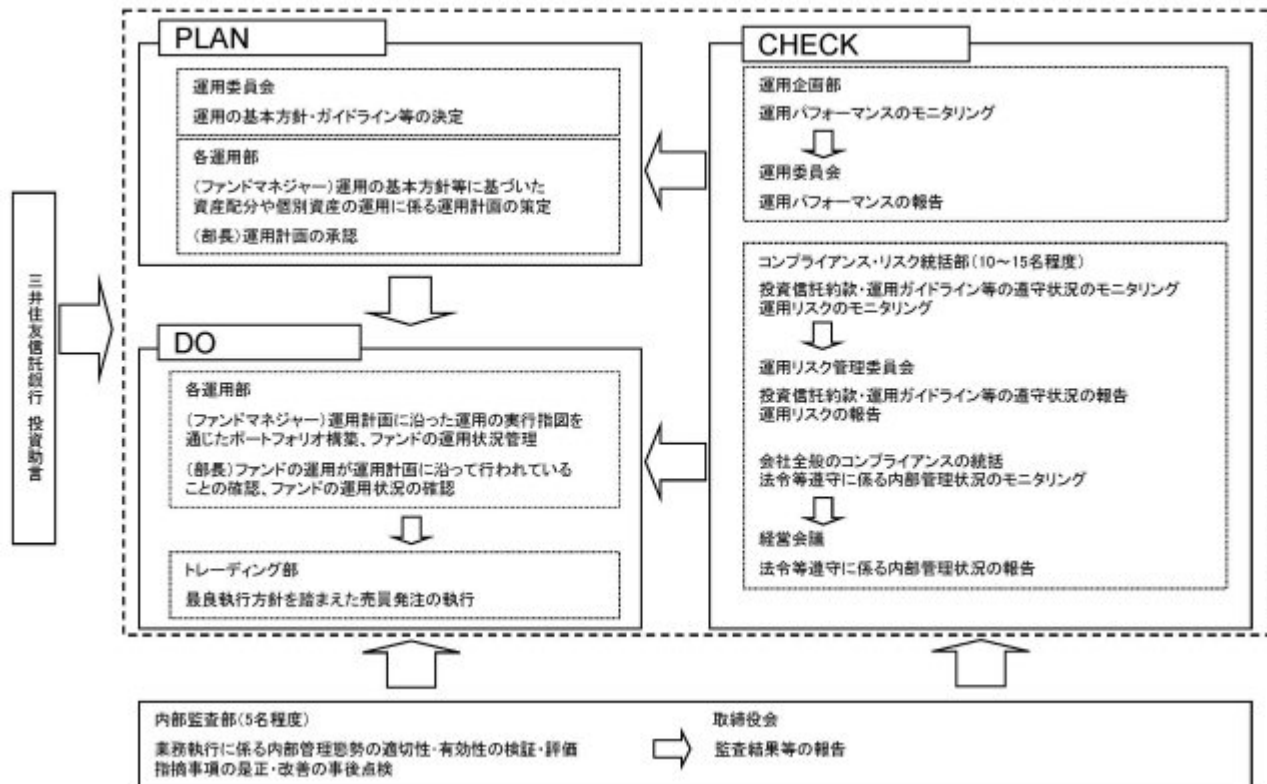 三井住友信託銀行 投資助言
PLAN
運用委員会
運用の基本方針・ガイドライン等の決定
各運用部
(ファンドマネジャー)運用の基本方針等に基づいた
資産配分や個別資産の運用に係る運用計画の策定
(部長)運用計画の承認
DO
各運用部
(ファンドマネジャー)運用計画に沿った運用の実行指図を
通じたポートフォリオ構築、ファンドの運用状況管理
(部長)ファンドの運用が運用計画に沿って行われている
ことの確認、ファンドの運用状況の確認
トレーディング部
最良執行方針を踏まえた売買発注の執行
CHECK
運用企画部
運用パフォーマンスのモニタリング
運用委員会
運用パフォーマンスの報告
コンプライアンス・リスク統括部(10～15名程度)
投資信託約款・運用ガイドライン等の遵守状況のモニタリング
運用リスクのモニタリング
運用リスク管理委員会
投資信託約款・運用ガイドライン等の遵守状況の報告
運用リスクの報告
会社全般のコンプライアンスの統括
法令等遵守に係る内部管理状況のモニタリング
経営会議
法令等遵守に係る内部管理状況の報告
内部監査部(5名程度)
業務執行に係る内部管理態勢の適切性・有効性の検証・評価
指摘事項の是正・改善の事後点検
取締役会
監査結果等の報告